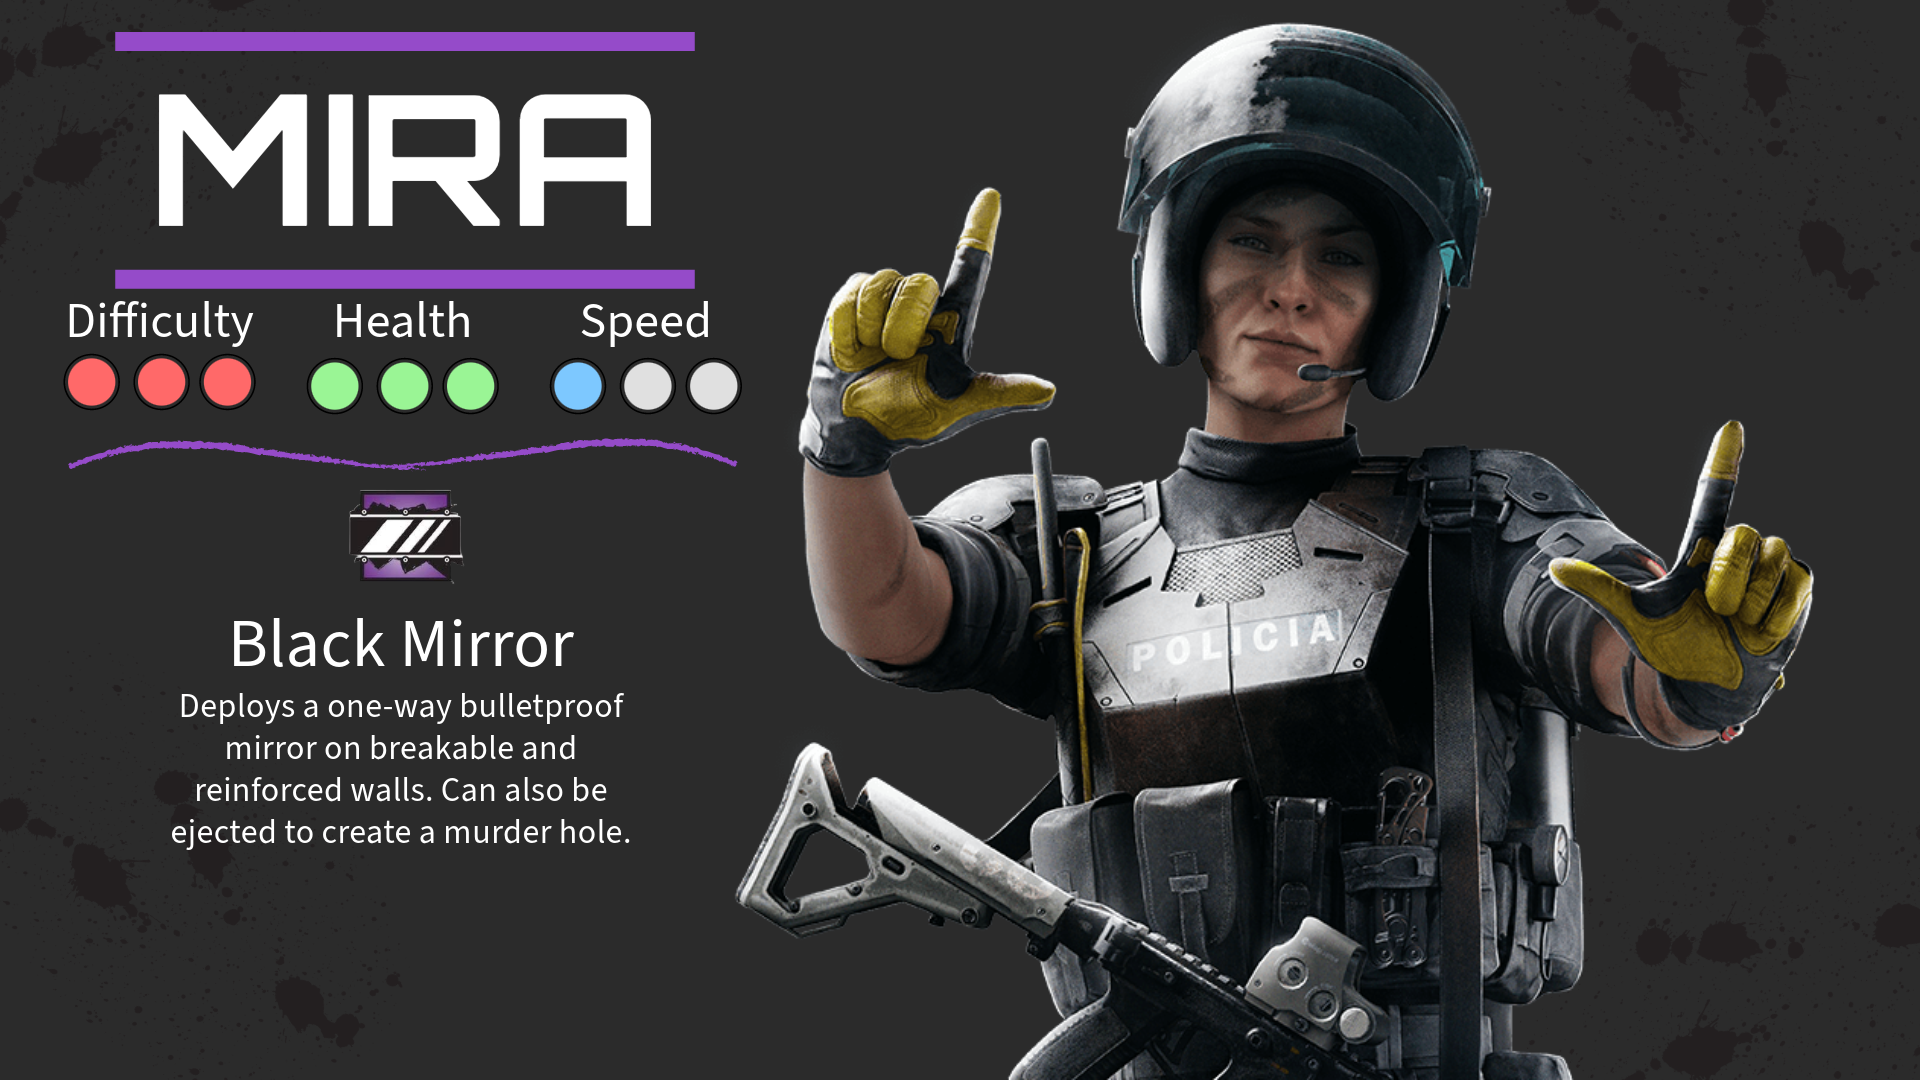 MIRA
Difficulty Health Speed
Black Mirror
Deploys a one-way bulletproof
mirror on breakable and
reinforced walls. Can also be
ejected to create a murder hole.
POLICIA